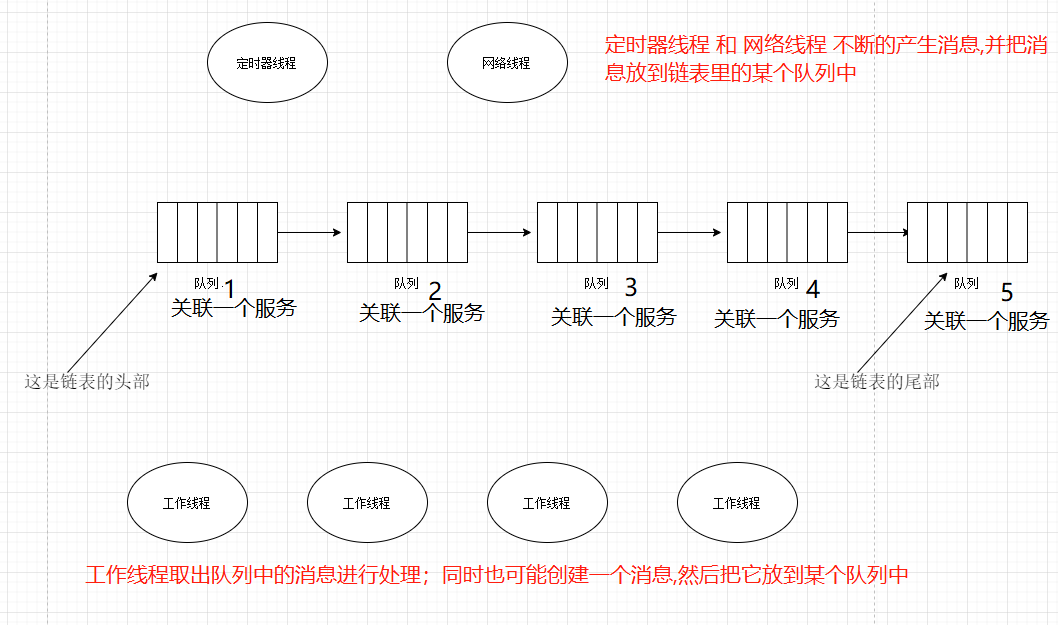 定时器线程
网络线程
定时器线程 和 网络线程 不断的产生消息,并把消
息放到链表里的某个队列中
队列 1
关联一个服务
队列 2
关联一个服务
队列 3
关联一个服务
队列 4
关联一个服务
队列 5
关联一个服务
这是链表的头部
这是链表的尾部
工作线程
工作线程
工作线程
工作线程
工作线程取出队列中的消息进行处理；同时也可能创建一个消息,然后把它放到某个队列中